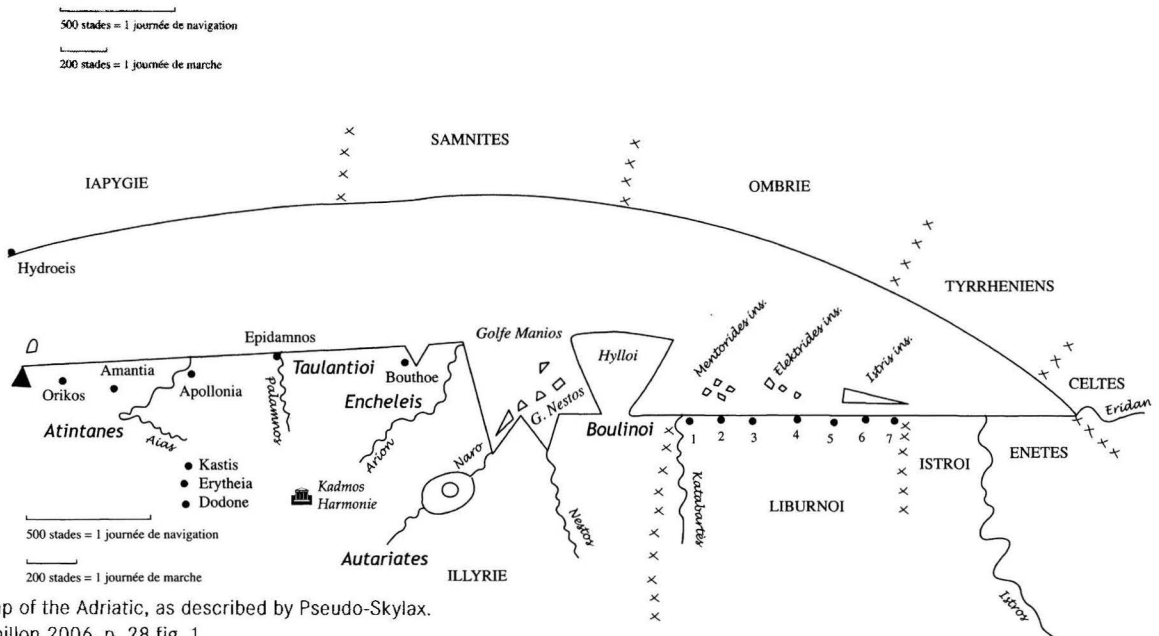 500 stades = 1 journée de navigation
200 stades = 1 journée de marche
SAMNITES
IAPYGIE
OMBRIE
Hydroeis
TYRRHENIENS
Mentorides ins.
Elektrides ins.
Istris ins.
Golfe Manios
Hylloi
Epidamnos
Taulantioi
Amantia
Bouthoe
CELTES
Orikos
Apollonia
Encheleis
G. Nestos
Eridan
Atintanes
Aias
Palamnos
Arion
Naro
Boulinoi
1 2 3 4 5 6 7
ISTROI
ENETES
Kastis
Erytheia
Dodone
Kadmos
Harmonie
Nestos
Katabartès
LIBURNOI
500 stades = 1 journée de navigation
Autariates
ILLYRIE
200 stades = 1 journée de marche
Istros
p of the Adriatic, as described by Pseudo-Skylax.
2006, p. 28 fig. 1